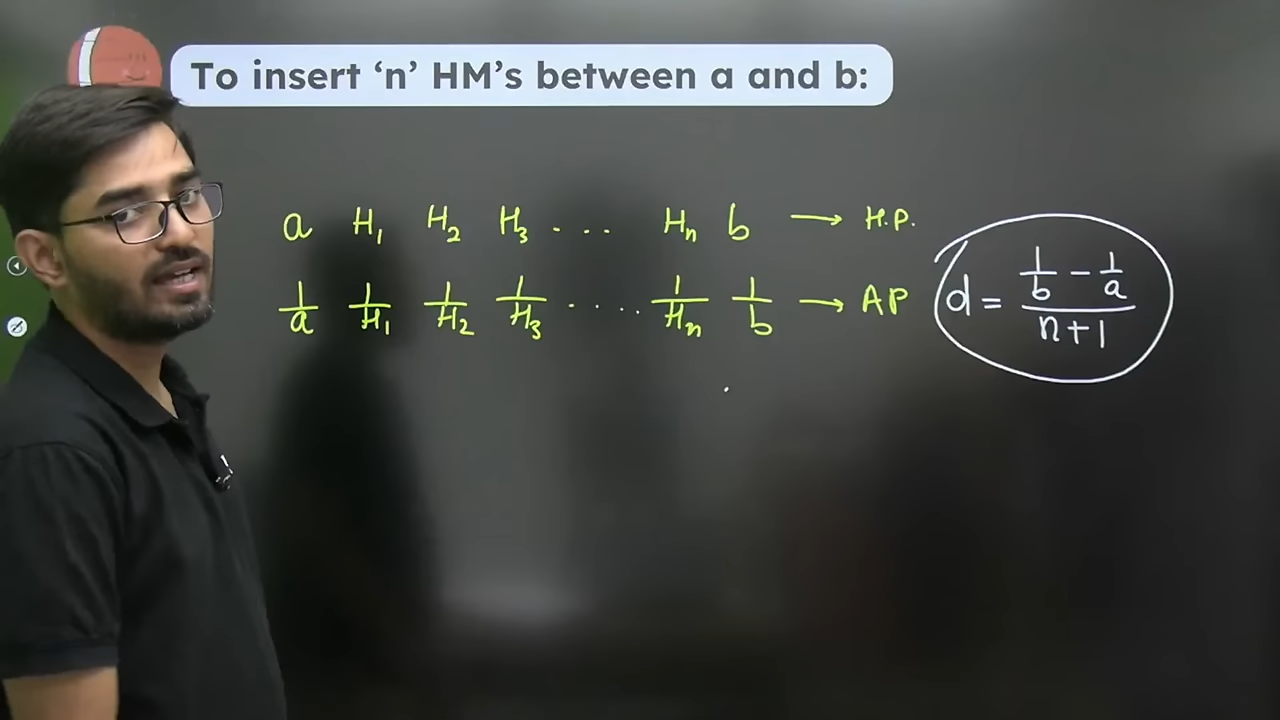 To insert ‘n’ HM’s between a and b:
a H₁ H₂ H₃ . ... Hₙ b → H.P.
1/a 1/H₁ 1/H₂ 1/H₃ ..... 1/Hₙ 1/b → AP
d = (1/b - 1/a)/(n+1)